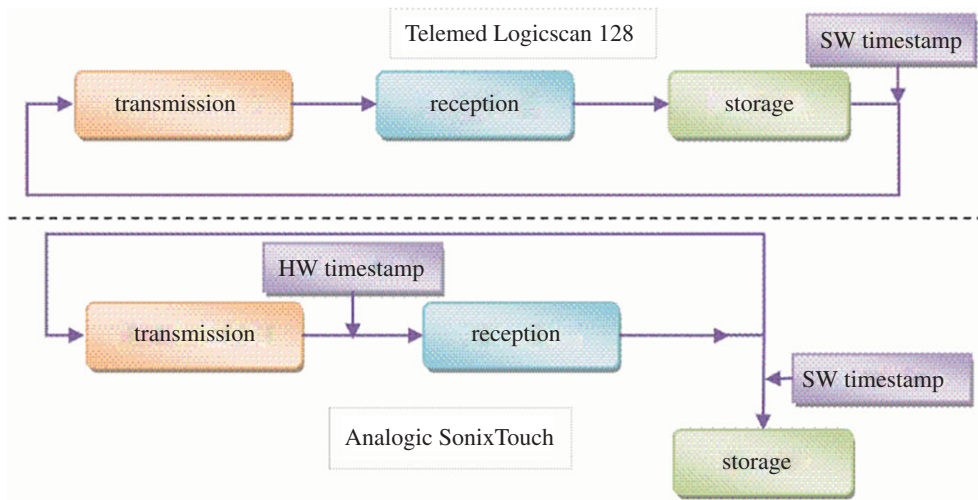 Telemed Logicscan 128
SW timestamp
transmission
reception
storage
HW timestamp
transmission
reception
SW timestamp
Analogic SonixTouch
storage